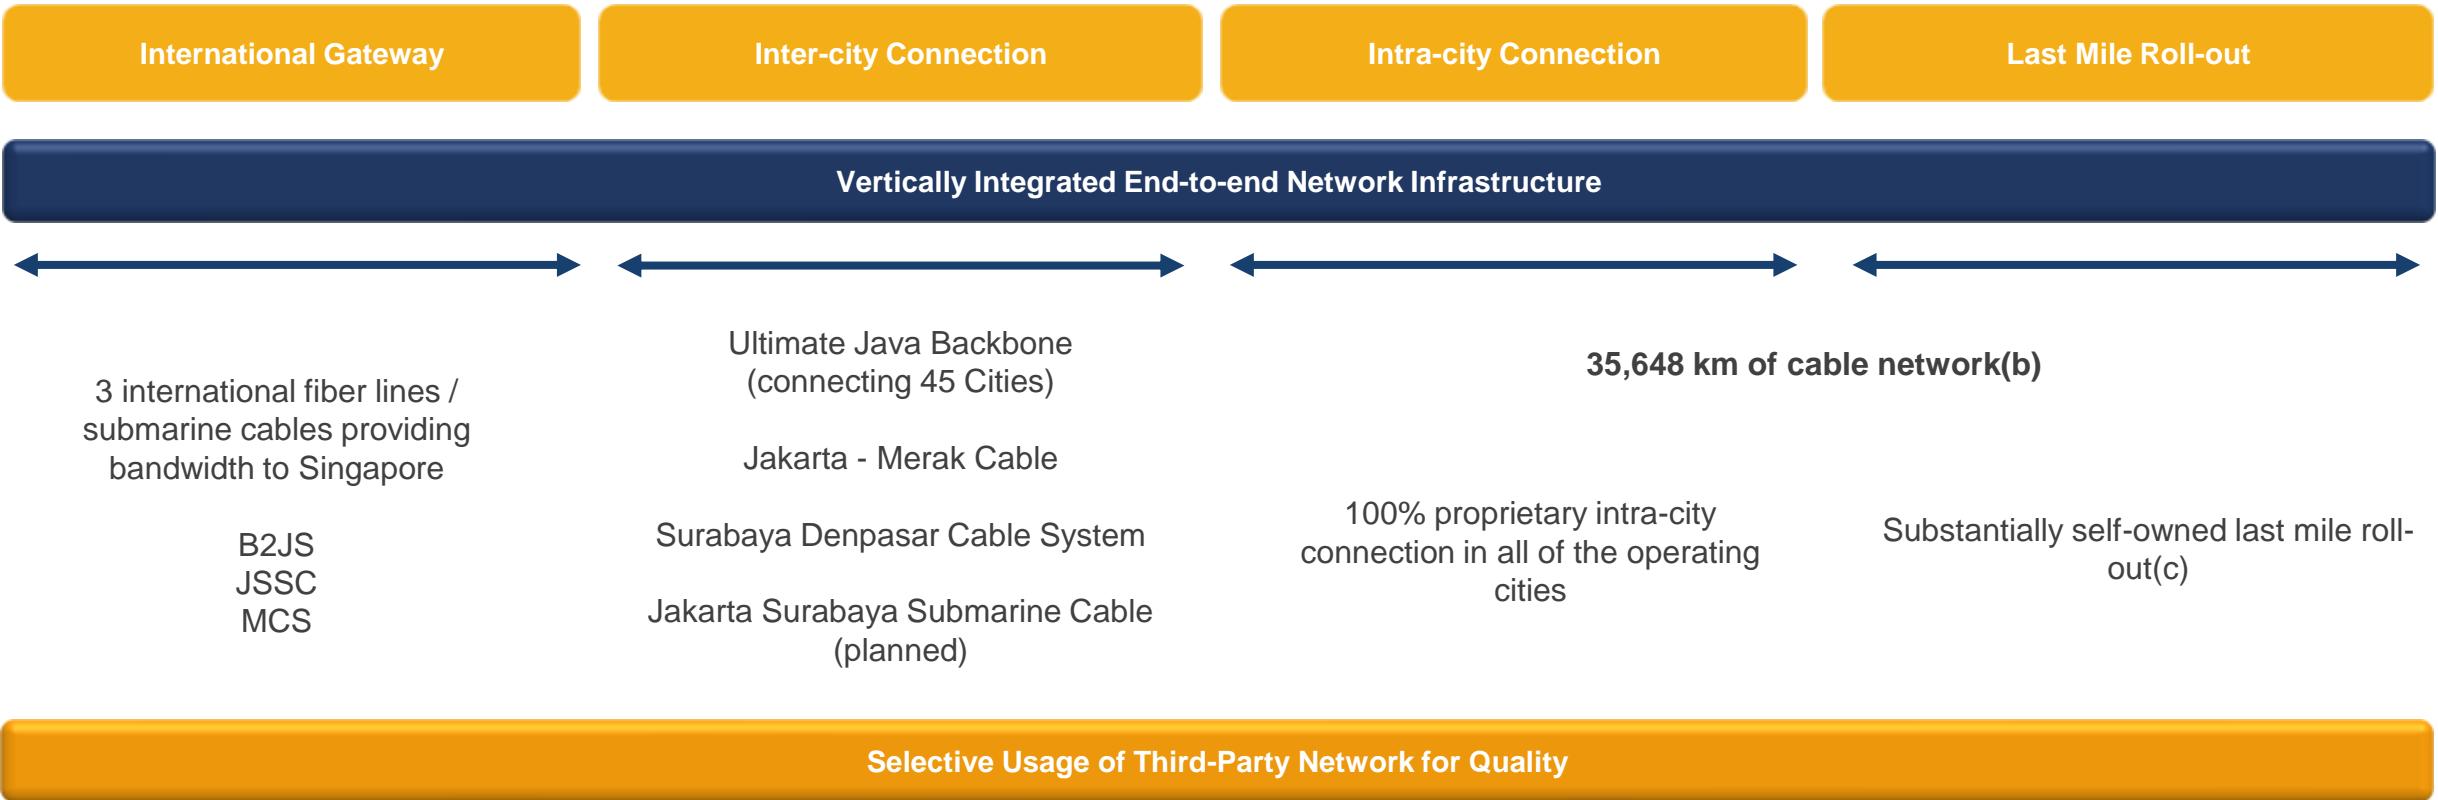 International Gateway
Inter-city Connection
Intra-city Connection
Last Mile Roll-out
Vertically Integrated End-to-end Network Infrastructure
3 international fiber lines /
submarine cables providing
bandwidth to Singapore
B2JS
JSSC
MCS
Ultimate Java Backbone
(connecting 45 Cities)
Jakarta - Merak Cable
Surabaya Denpasar Cable System
Jakarta Surabaya Submarine Cable
(planned)
35,648 km of cable network(b)
100% proprietary intra-city
connection in all of the operating
cities
Substantially self-owned last mile roll-
out(c)
Selective Usage of Third-Party Network for Quality